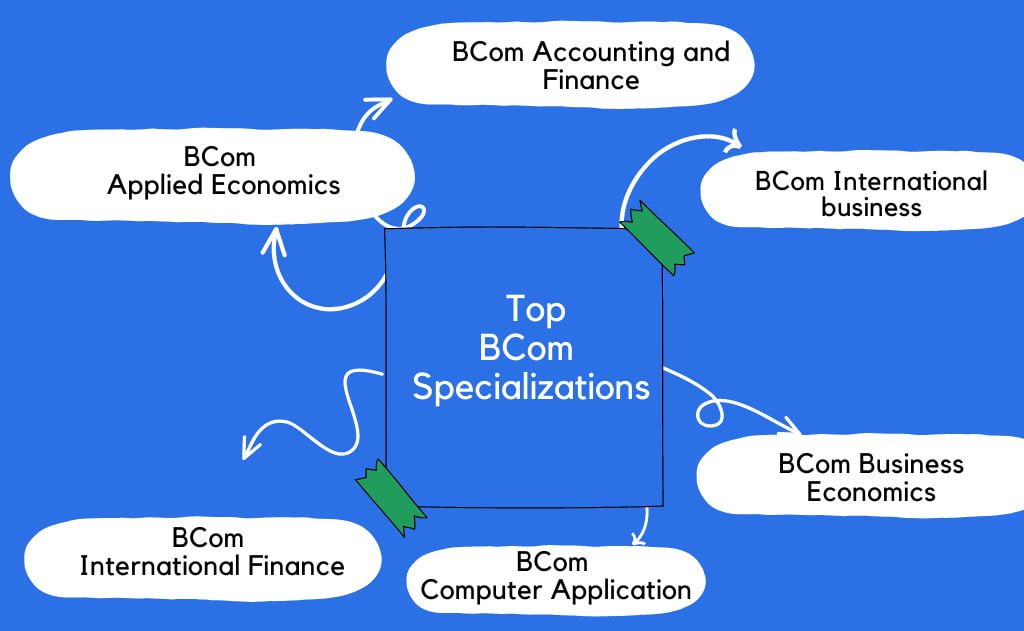 BCom Accounting and
Finance
BCom
Applied Economics
BCom International
business
Top
BCom
Specializations
BCom Business
Economics
BCom
International Finance
BCom
Computer Application